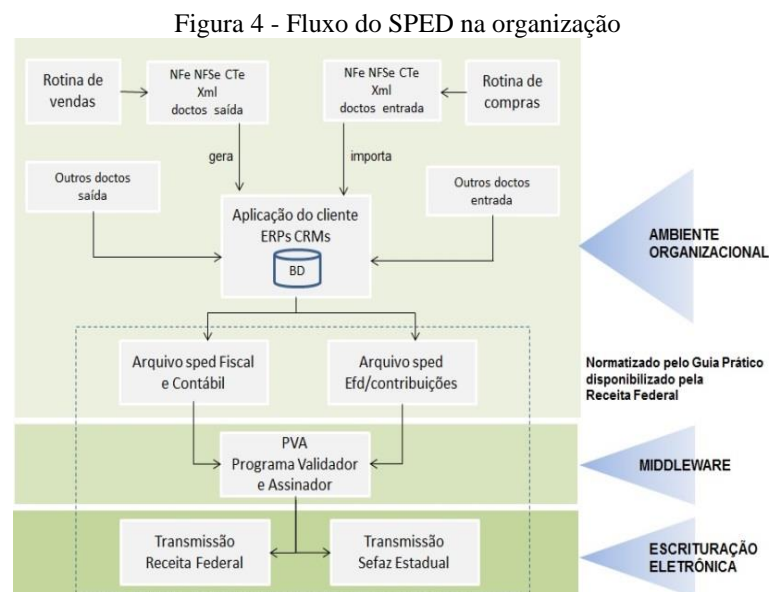 Figura 4 - Fluxo do SPED na organização
Rotina de
vendas
NFe NFSe CTe
Xml
doctos saída
NFe NFSe CTe
Xml
doctos entrada
Rotina de
compras
gera
importa
Outros doctos
saída
Aplicação do cliente
ERPs CRMs
BD
Outros doctos
entrada
AMBIENTE
ORGANIZACIONAL
Arquivo sped Fiscal
e Contábil
Arquivo sped
Efd/contribuições
Normatizado pelo Guia Prático
disponibilizado pela
Receita Federal
PVA
Programa Validador
e Assinador
MIDDLEWARE
Transmissão
Receita Federal
Transmissão
Sefaz Estadual
ESCRITURAÇÃO
ELETRÓNICA